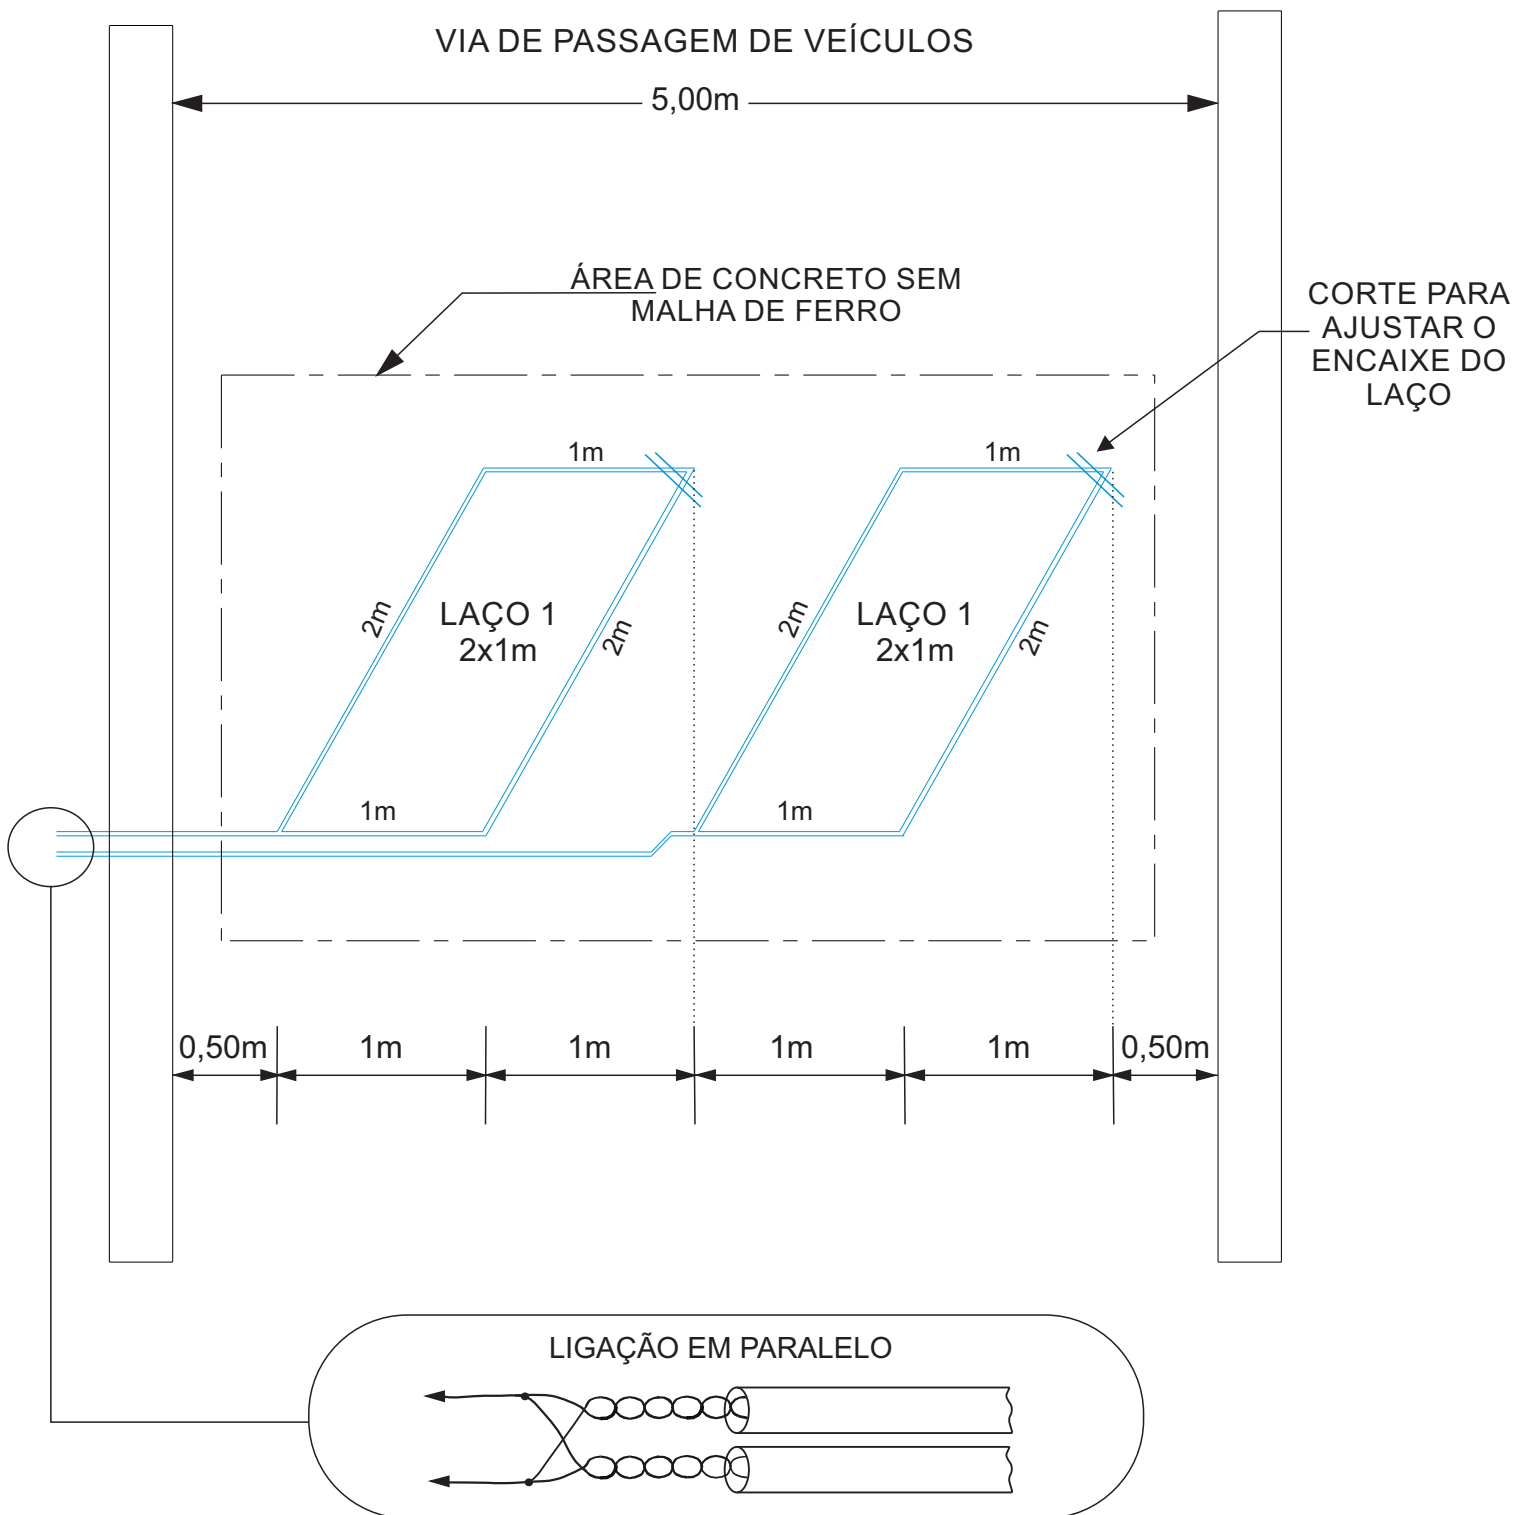 VIA DE PASSAGEM DE VEÍCULOS
5,00m
ÁREA DE CONCRETO SEM
MALHA DE FERRO
CORTE PARA
AJUSTAR O
ENCAIXE DO
LAÇO
1m
1m
2m
LAÇO 1
2x1m
2m
2m
LAÇO 1
2x1m
2m
1m
1m
0,50m
1m
1m
1m
1m
0,50m
LIGAÇÃO EM PARALELO